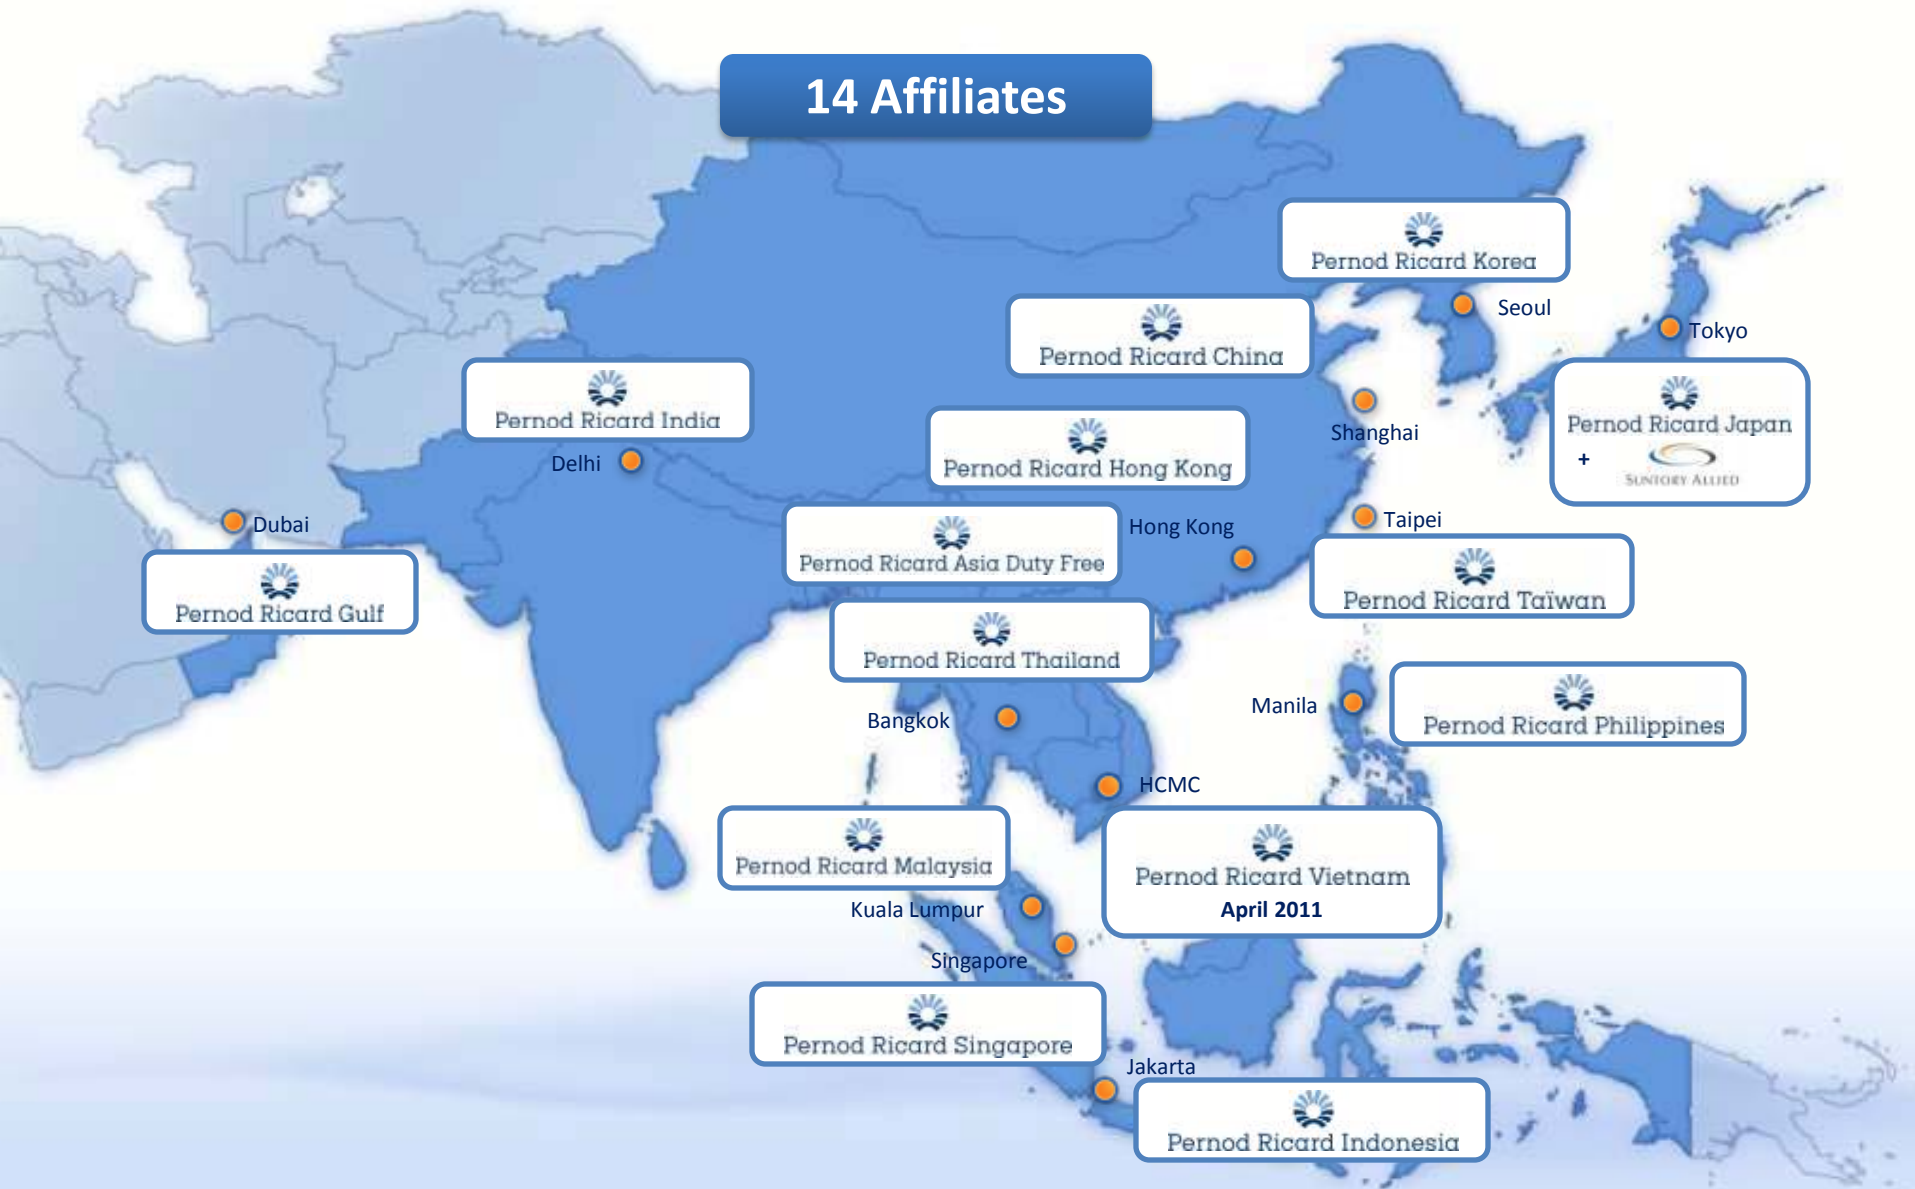 14 Affiliates
Pernod Ricard Korea
Seoul
Tokyo
Pernod Ricard China
Pernod Ricard Japan
+
SUNTORY ALLIED
Pernod Ricard India
Delhi
Shanghai
Pernod Ricard Hong Kong
Hong Kong
Dubai
Pernod Ricard Gulf
Pernod Ricard Asia Duty Free
Taipei
Pernod Ricard Taïwan
Pernod Ricard Thailand
Bangkok
Manila
Pernod Ricard Philippines
HCMC
Pernod Ricard Vietnam
April 2011
Pernod Ricard Malaysia
Kuala Lumpur
Singapore
Pernod Ricard Singapore
Jakarta
Pernod Ricard Indonesia